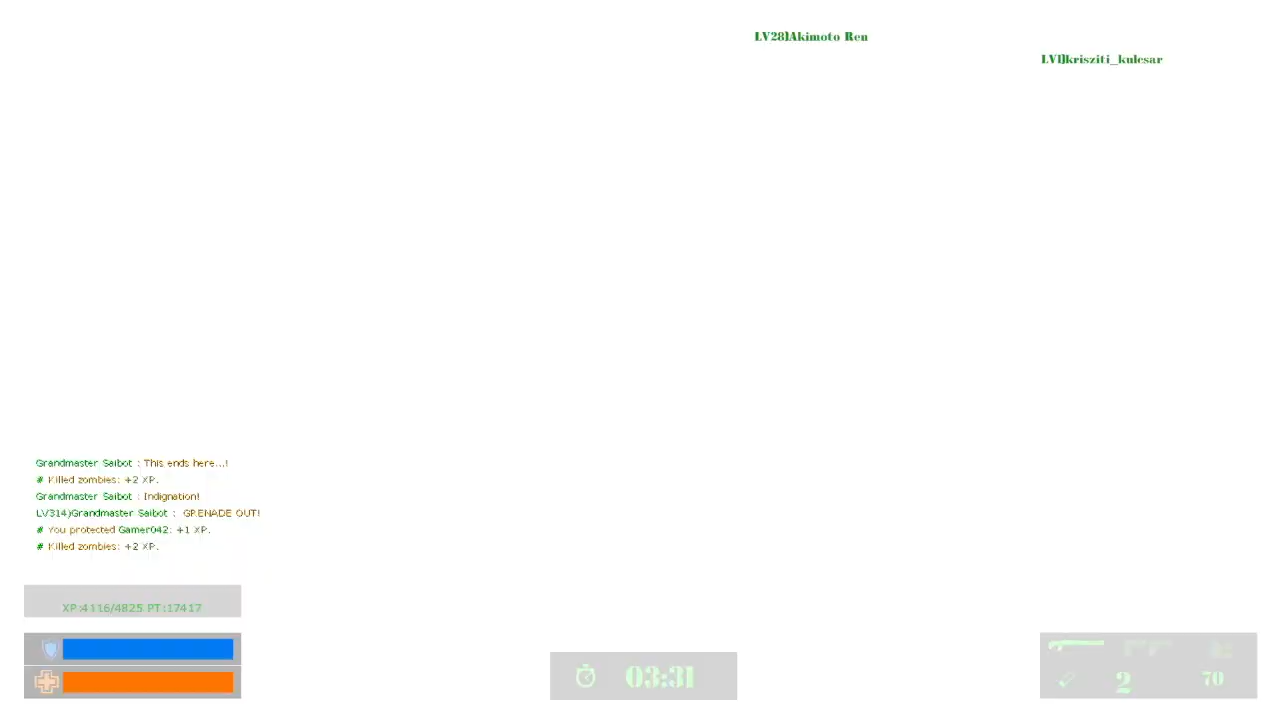 LV28)Akimoto Ren
LV1)krisziti_kulcsar
Grandmaster Saibot : This ends here...!
# Killed zombies: +2 XP.
Grandmaster Saibot : Indignation!
LV314)Grandmaster Saibot : GRENADE OUT!
# You protected Gamer042: +1 XP.
# Killed zombies: +2 XP.
XP:4116/4825 PT:17417
03:31
2
70